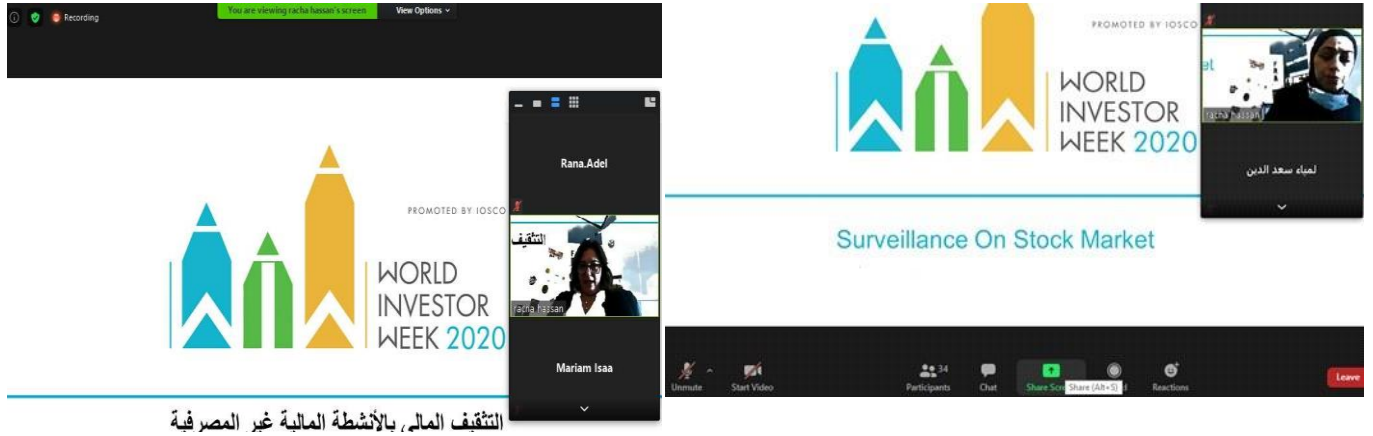 Recording
You are viewing racha hassan's screen
View Options
PROMOTED BY IOSCO
WORLD
INVESTOR
WEEK 2020
Rana.Adel
التثقيف
racha hassan
Mariam Isaa
التثقيف المالي بالأنشطة المالية غير المصرفية
PROMOTED BY IOSCO
WORLD
INVESTOR
WEEK 2020
et
racha hassan
لمياء سعد الدين
Surveillance On Stock Market
Unmute
Start Video
34
Participants
Chat
Share Scre
Share (Alt+S)
d
Reactions
Leave